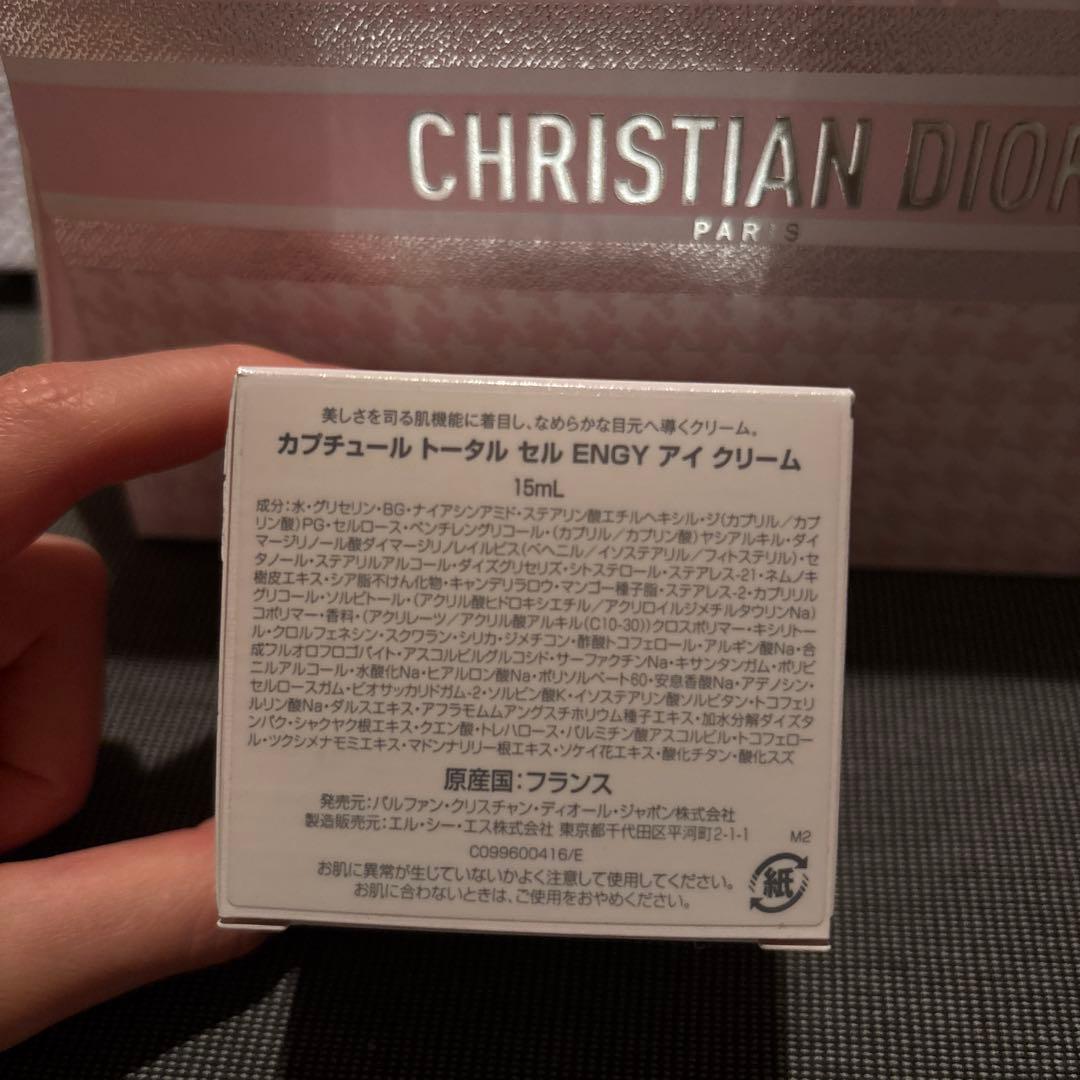 CHRISTIAN DIOR
PARIS
美しさを司る肌機能に着目し、なめらかな目元へ導くクリーム。
カプチュール トータル セル ENGY アイ クリーム
15mL
成分:水・グリセリン・BG・ナイアシンアミド・ステアリン酸エチルヘキシル・ジ(カプリル/カプ
リン酸)PG・セルロース・ペンチレングリコール・(カプリル/カプリン酸)ヤシアルキル・ダイ
マージリノール酸ダイマージリノレイルビス(ベヘニル/イソステアリル/フィトステリル)・セ
タノール・ステアリルアルコール・ダイズグリセリズ・シトステロール・ステアレス-21・ネムノキ
樹皮エキス・シア脂不けん化物・キャンデリラロウ・マンゴー種子脂・ステアレス-2・カプリリル
グリコール・ソルビトール・(アクリル酸ヒドロキシエチル/アクリロイルジメチルタウリンNa)
コポリマー・香料・(アクリレーツ/アクリル酸アルキル(C10-30))クロスポリマー・キシリトー
ル・クロルフェネシン・スクワラン・シリカ・ジメチコン・酢酸トコフェロール・アルギン酸Na・合
成フルオロフロゴパイト・アスコルビルグルコシド・サーファクチンNa・キサンタンガム・ポリビ
ニルアルコール・水酸化Na・ヒアルロン酸Na・ポリソルベート60・安息香酸Na・アデノシン・
セルロースガム・ビオサッカリドガム-2・ソルビン酸K・イソステアリン酸ソルビタン・トコフェリ
ルリン酸Na・ダルスエキス・アフラモムムアングスチホリウム種子エキス・加水分解ダイズタ
ンパク・シャクヤク根エキス・クエン酸・トレハロース・パルミチン酸アスコルビル・トコフェロー
ル・ツクシメナモミエキス・マドンナリリー根エキス・ソケイ花エキス・酸化チタン・酸化スズ
原産国:フランス
発売元:パルファン・クリスチャン・ディオール・ジャポン株式会社
製造販売元:エル・シー・エス株式会社 東京都千代田区平河町2-1-1
M2
C099600416/E
お肌に異常が生じていないかよく注意して使用してください。
お肌に合わないときは、ご使用をおやめください。
紙